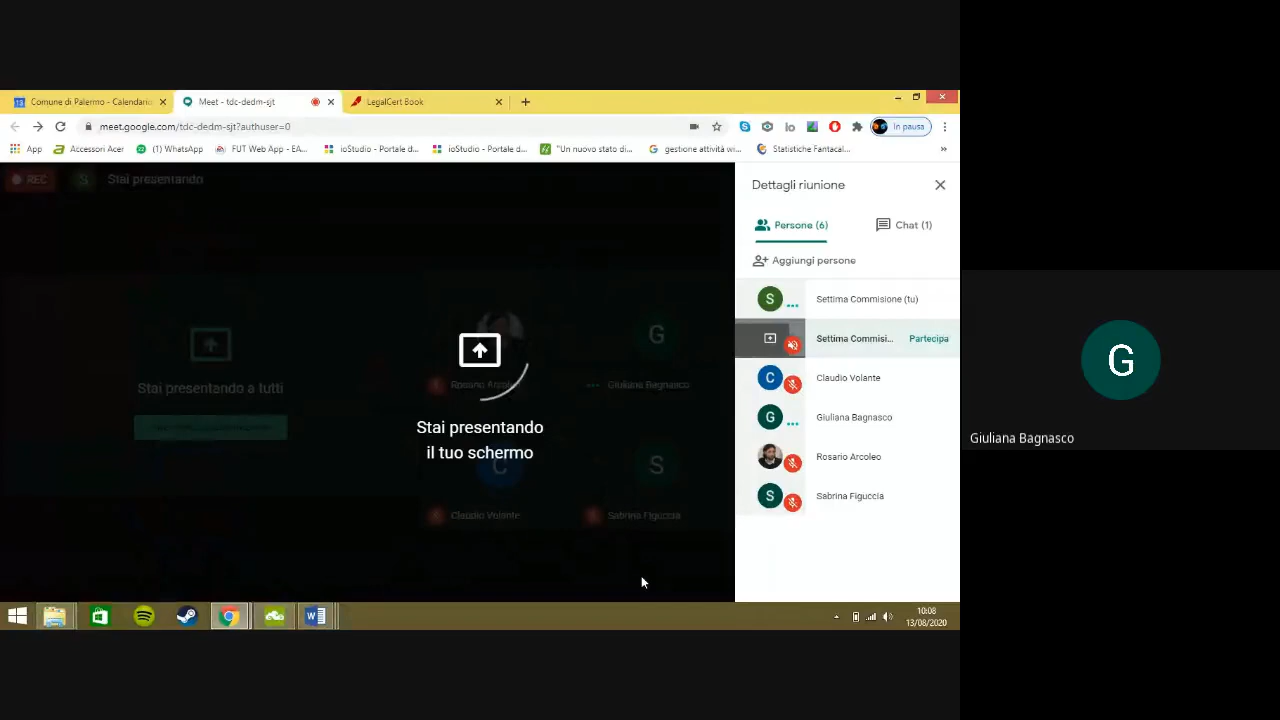 Comune di Palermo - Calendario
Meet - tdc-dedm-sjt
LegalCert Book
meet.google.com/tdc-dedm-sjt?authuser=0
In pausa
App
Accessori Acer
(1) WhatsApp
FUT Web App - EA...
ioStudio - Portale d...
ioStudio - Portale d...
"Un nuovo stato di...
gestione attività wi...
Statistiche Fantacal...
»
REC
S
Stai presentando
Dettagli riunione
Persone (6)
Chat (1)
Aggiungi persone
S
Settima Commisione (tu)
Settima Commisi...
Partecipa
C
Claudio Volante
G
Giuliana Bagnasco
Rosario Arcoleo
S
Sabrina Figuccia
Stai presentando a tutti
G
Rosario Arcoleo
Giuliana Bagnasco
Stai presentando
il tuo schermo
C
S
Claudio Volante
Sabrina Figuccia
10:08
13/08/2020
G
Giuliana Bagnasco